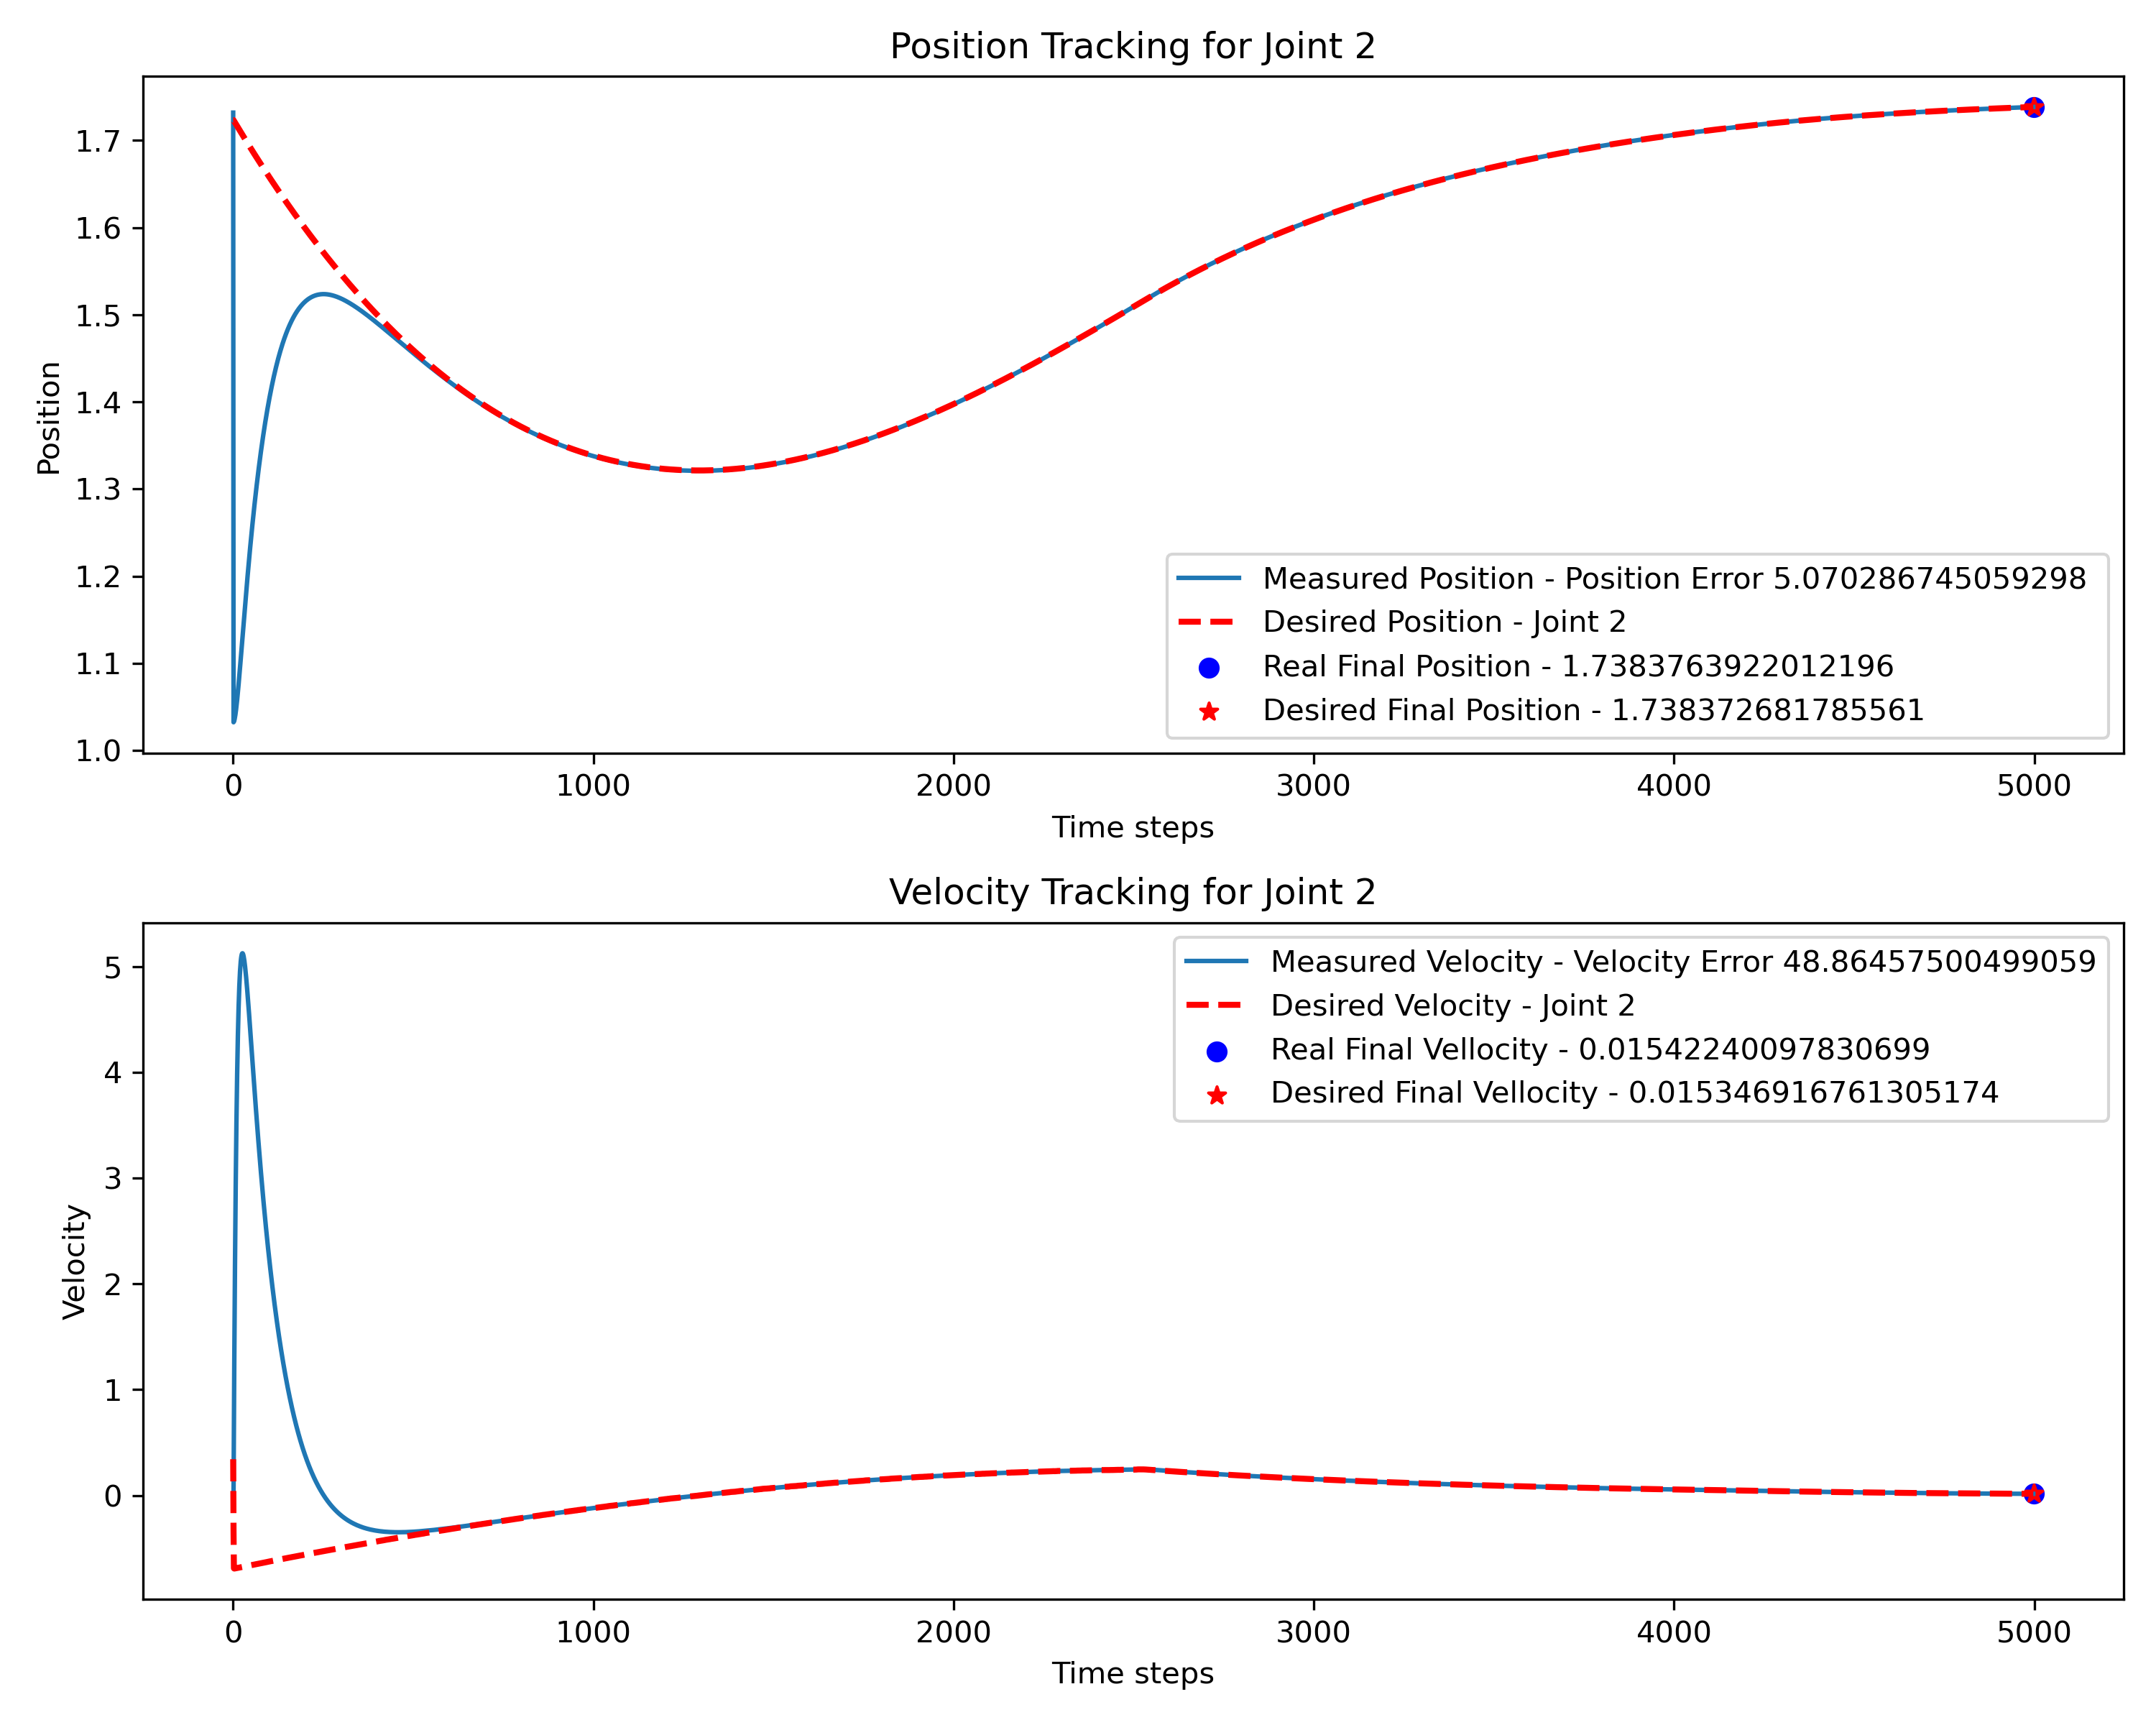 Position Tracking for Joint 2
Position
1.7
1.6
1.5
1.4
1.3
1.2
1.1
1.0
Measured Position - Position Error 5.070286745059298
Desired Position - Joint 2
Real Final Position - 1.7383763922012196
Desired Final Position - 1.738372681785561
0 1000 2000 3000 4000 5000
Time steps
Velocity Tracking for Joint 2
Velocity
5
4
3
2
1
0
Measured Velocity - Velocity Error 48.86457500499059
Desired Velocity - Joint 2
Real Final Vellocity - 0.01542240097830699
Desired Final Vellocity - 0.015346916761305174
0 1000 2000 3000 4000 5000
Time steps